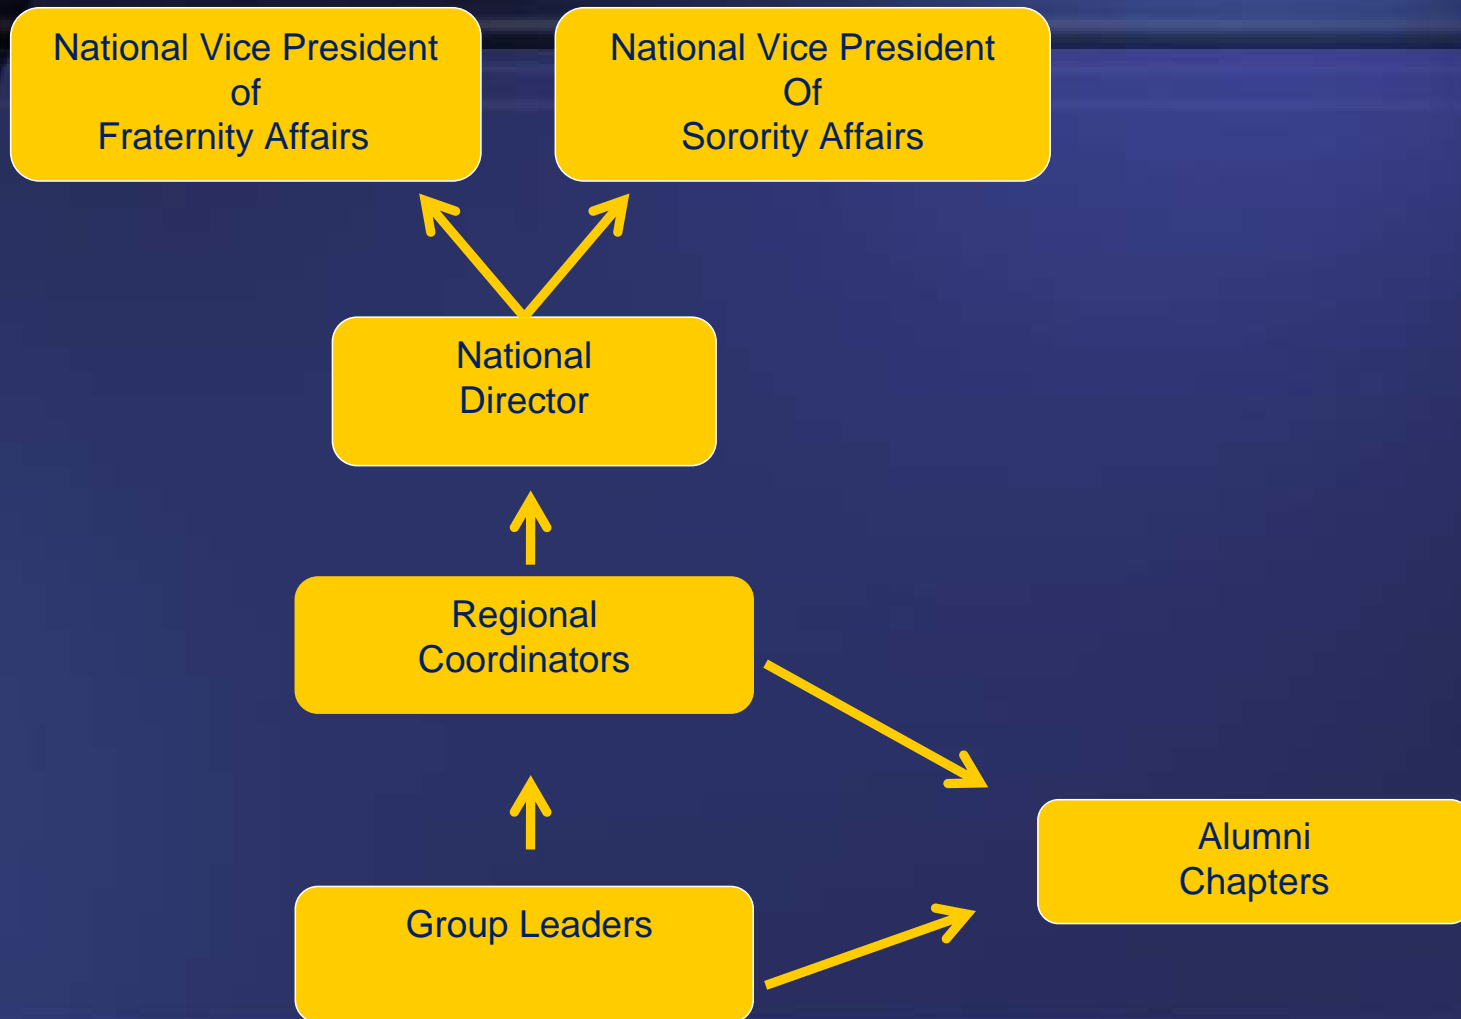 National Vice President
of
Fraternity Affairs
National Vice President
Of
Sorority Affairs
National
Director
Regional
Coordinators
Alumni
Chapters
Group Leaders